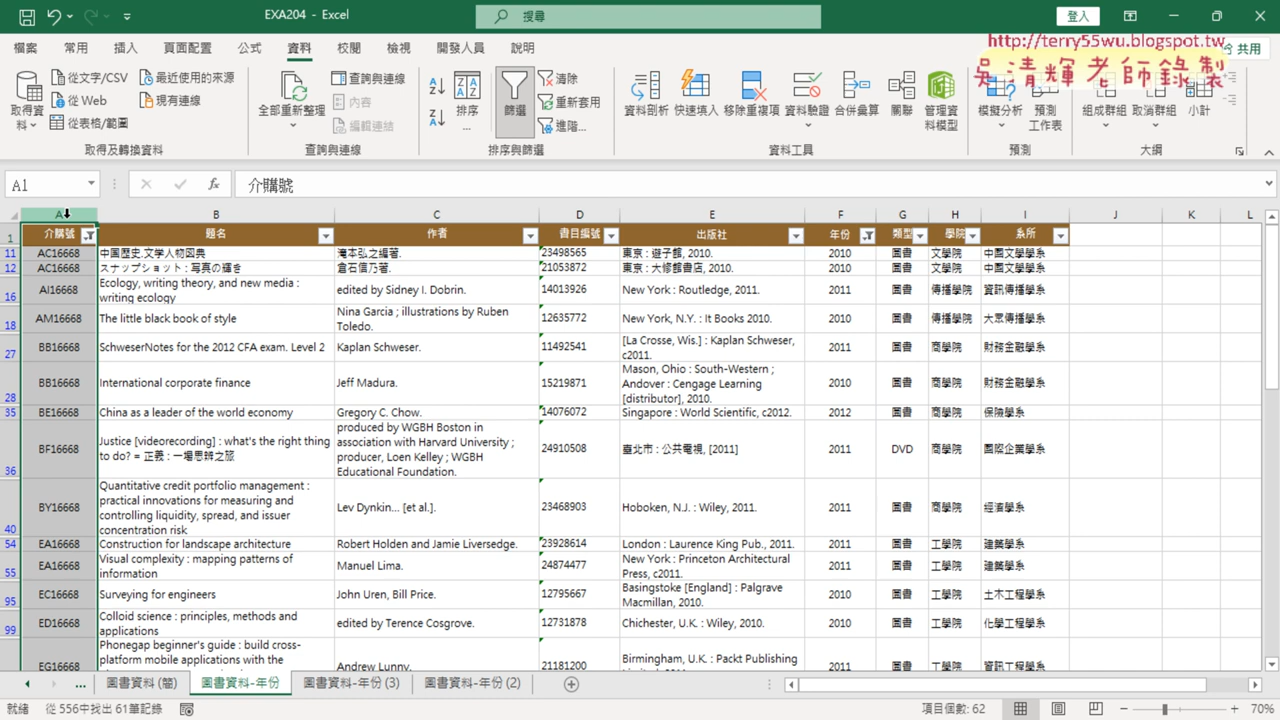 EXA204 - Excel
搜尋
登入
http://terry55wu.blogspot.tw
吳清輝老師錄製
檔案 常用 插入 頁面配置 公式 資料 校閱 檢視 開發人員 說明 共用
取得資料 從文字/CSV 從 Web 從表格/範圍 最近使用的來源 現有連線
取得及轉換資料
全部重新整理 查詢與連線 內容 編輯連結
查詢與連線
排序... 篩選 清除 重新套用 進階...
排序與篩選
資料剖析 快速填入 移除重複項 資料驗證 合併彙算 關聯 管理資料模型
資料工具
模擬分析 預測工作表
預測
組成群組 取消群組 小計
大綱
A1 fx 介購號
A B C D E F G H I J K L
1 介購號 題名 作者 書目編號 出版社 年份 類型 學院 系所
11 AC16668 中国歴史.文学人物図典 滝本弘之編著. 23498565 東京 : 遊子館, 2010. 2010 圖書 文學院 中國文學學系
12 AC16668 スナップショット : 写真の輝き 倉石信乃著. 21053872 東京 : 大修館書店, 2010. 2010 圖書 文學院 中國文學學系
16 AI16668 Ecology, writing theory, and new media : writing ecology edited by Sidney I. Dobrin. 14013926 New York : Routledge, 2011. 2011 圖書 傳播學院 資訊傳播學系
18 AM16668 The little black book of style Nina Garcia ; illustrations by Ruben Toledo. 12635772 New York, N.Y. : It Books 2010. 2010 圖書 傳播學院 大眾傳播學系
27 BB16668 SchweserNotes for the 2012 CFA exam. Level 2 Kaplan Schweser. 11492541 [La Crosse, Wis.] : Kaplan Schweser, c2011. 2011 圖書 商學院 財務金融學系
28 BB16668 International corporate finance Jeff Madura. 15219871 Mason, Ohio : South-Western ; Andover : Cengage Learning [distributor], 2010. 2010 圖書 商學院 財務金融學系
35 BE16668 China as a leader of the world economy Gregory C. Chow. 14076072 Singapore : World Scientific, c2012. 2012 圖書 商學院 保險學系
36 BF16668 Justice [videorecording] : what's the right thing to do? = 正義 : 一場思辨之旅 produced by WGBH Boston in association with Harvard University ; producer, Loen Kelley ; WGBH Educational Foundation. 24910508 臺北市 : 公共電視, [2011] 2011 DVD 商學院 國際企業學系
40 BY16668 Quantitative credit portfolio management : practical innovations for measuring and controlling liquidity, spread, and issuer concentration risk Lev Dynkin... [et al.]. 23468903 Hoboken, N.J. : Wiley, 2011. 2011 圖書 商學院 經濟學系
54 EA16668 Construction for landscape architecture Robert Holden and Jamie Liversedge. 23928614 London : Laurence King Pub., 2011. 2011 圖書 工學院 建築學系
55 EA16668 Visual complexity : mapping patterns of information Manuel Lima. 24874477 New York : Princeton Architectural Press, c2011. 2011 圖書 工學院 建築學系
95 EC16668 Surveying for engineers John Uren, Bill Price. 12795667 Basingstoke [England] : Palgrave Macmillan, 2010. 2010 圖書 工學院 土木工程學系
99 ED16668 Colloid science : principles, methods and applications edited by Terence Cosgrove. 12731878 Chichester, U.K. : Wiley, 2010. 2010 圖書 工學院 化學工程學系
EG16668 Phonegap beginner's guide : build cross-platform mobile applications with the Andrew Lunny. 21181200 Birmingham, U.K. : Packt Publishing 2011 圖書 工學院 資訊工程學系
... 圖書資料 (簡) 圖書資料-年份 圖書資料-年份 (3) 圖書資料-年份 (2)
就緒 從 556中找出 61筆記錄 項目個數: 62 70%